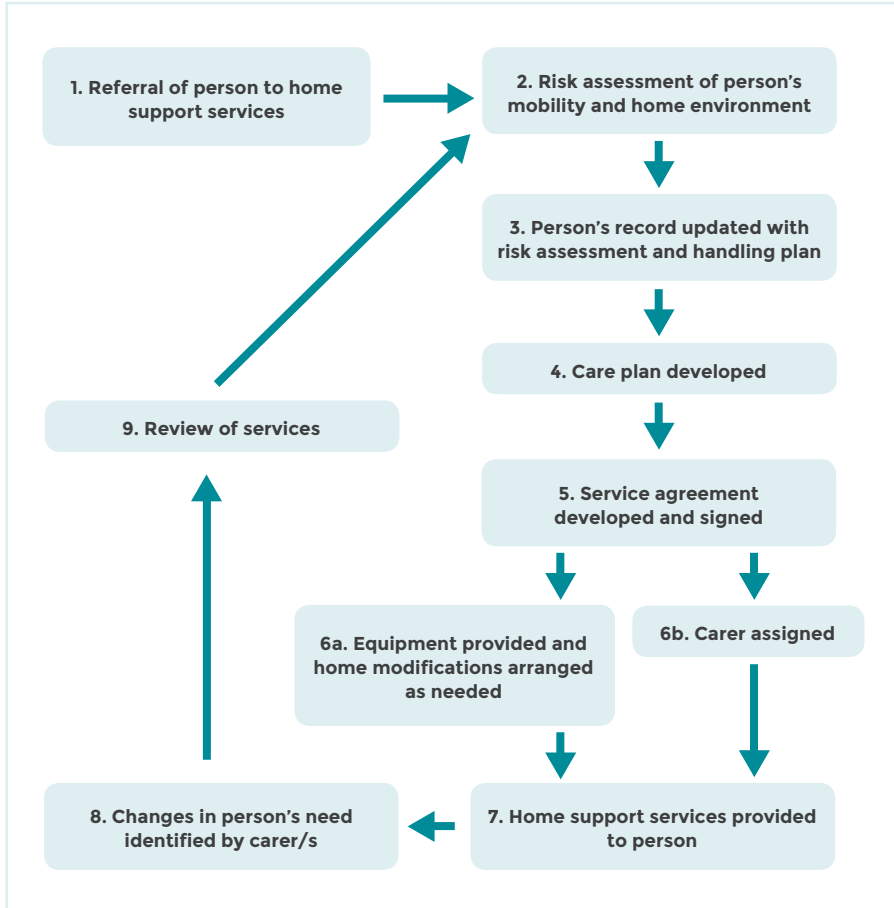 1. Referral of person to home
support services
2. Risk assessment of person's
mobility and home environment
3. Person's record updated with
risk assessment and handling plan
4. Care plan developed
5. Service agreement
developed and signed
6a. Equipment provided and
home modifications arranged
as needed
6b. Carer assigned
7. Home support services provided
to person
8. Changes in person's need
identified by carer/s
9. Review of services